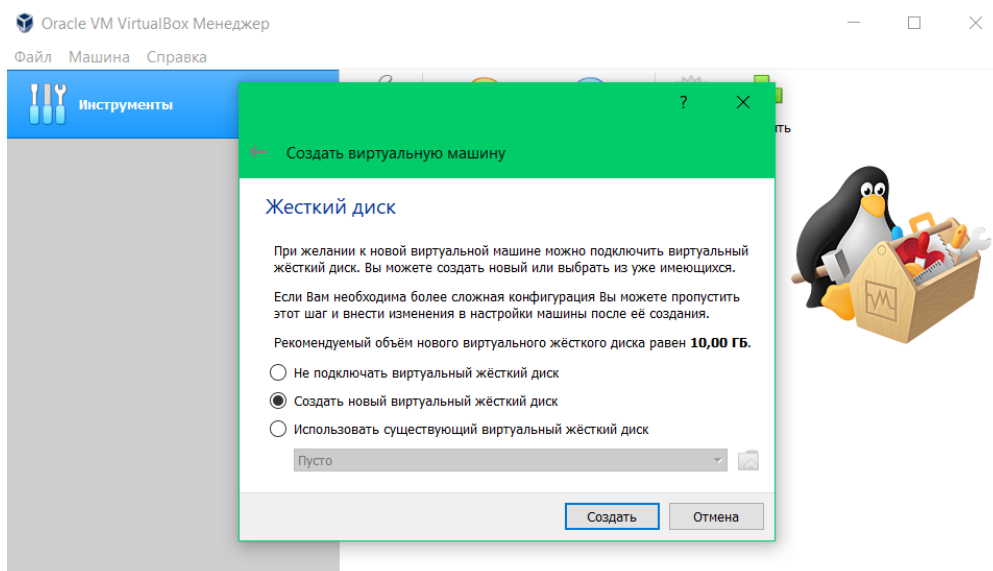 Oracle VM VirtualBox Менеджер
Файл Машина Справка
Инструменты
?
Создать виртуальную машину
Жесткий диск
При желании к новой виртуальной машине можно подключить виртуальный
жёсткий диск. Вы можете создать новый или выбрать из уже имеющихся.
Если Вам необходима более сложная конфигурация Вы можете пропустить
этот шаг и внести изменения в настройки машины после её создания.
Рекомендуемый объём нового виртуального жёсткого диска равен 10,00 ГБ.
Не подключать виртуальный жёсткий диск
Создать новый виртуальный жёсткий диск
Использовать существующий виртуальный жёсткий диск
Пусто
Создать Отмена